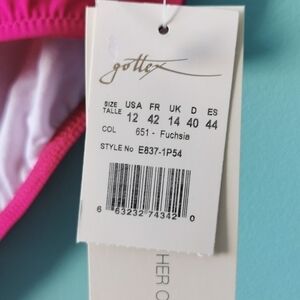 gottex
SIZE USA FR UK D ES
TALLE 12 42 14 40 44
COL 651 - Fuchsia
STYLE No E837-1P54
6 63232 74342 0
HER